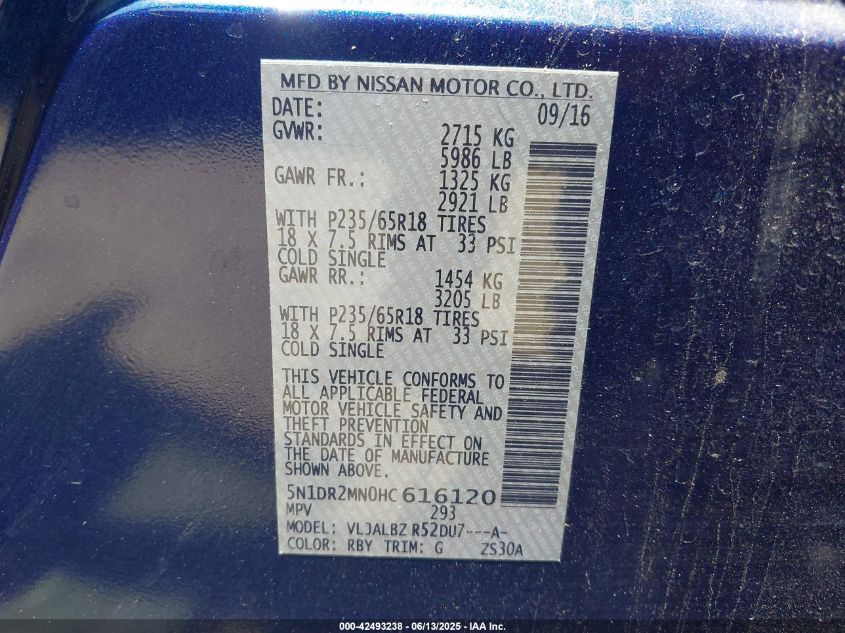 MFD BY NISSAN MOTOR CO., LTD.
DATE: 09/16
GVWR: 2715 KG
5986 LB
GAWR FR.: 1325 KG
2921 LB
WITH P235/65R18 TIRES
18 X 7.5 RIMS AT 33 PSI
COLD SINGLE
GAWR RR.: 1454 KG
3205 LB
WITH P235/65R18 TIRES
18 X 7.5 RIMS AT 33 PSI
COLD SINGLE
THIS VEHICLE CONFORMS TO
ALL APPLICABLE FEDERAL
MOTOR VEHICLE SAFETY AND
THEFT PREVENTION
STANDARDS IN EFFECT ON
THE DATE OF MANUFACTURE
SHOWN ABOVE.
5N1DR2MN0HC616120
MPV 293
MODEL: VLJALBZ R52DU7---A-
COLOR: RBY TRIM: G ZS30A
000-42493238 - 06/13/2025 - IAA Inc.